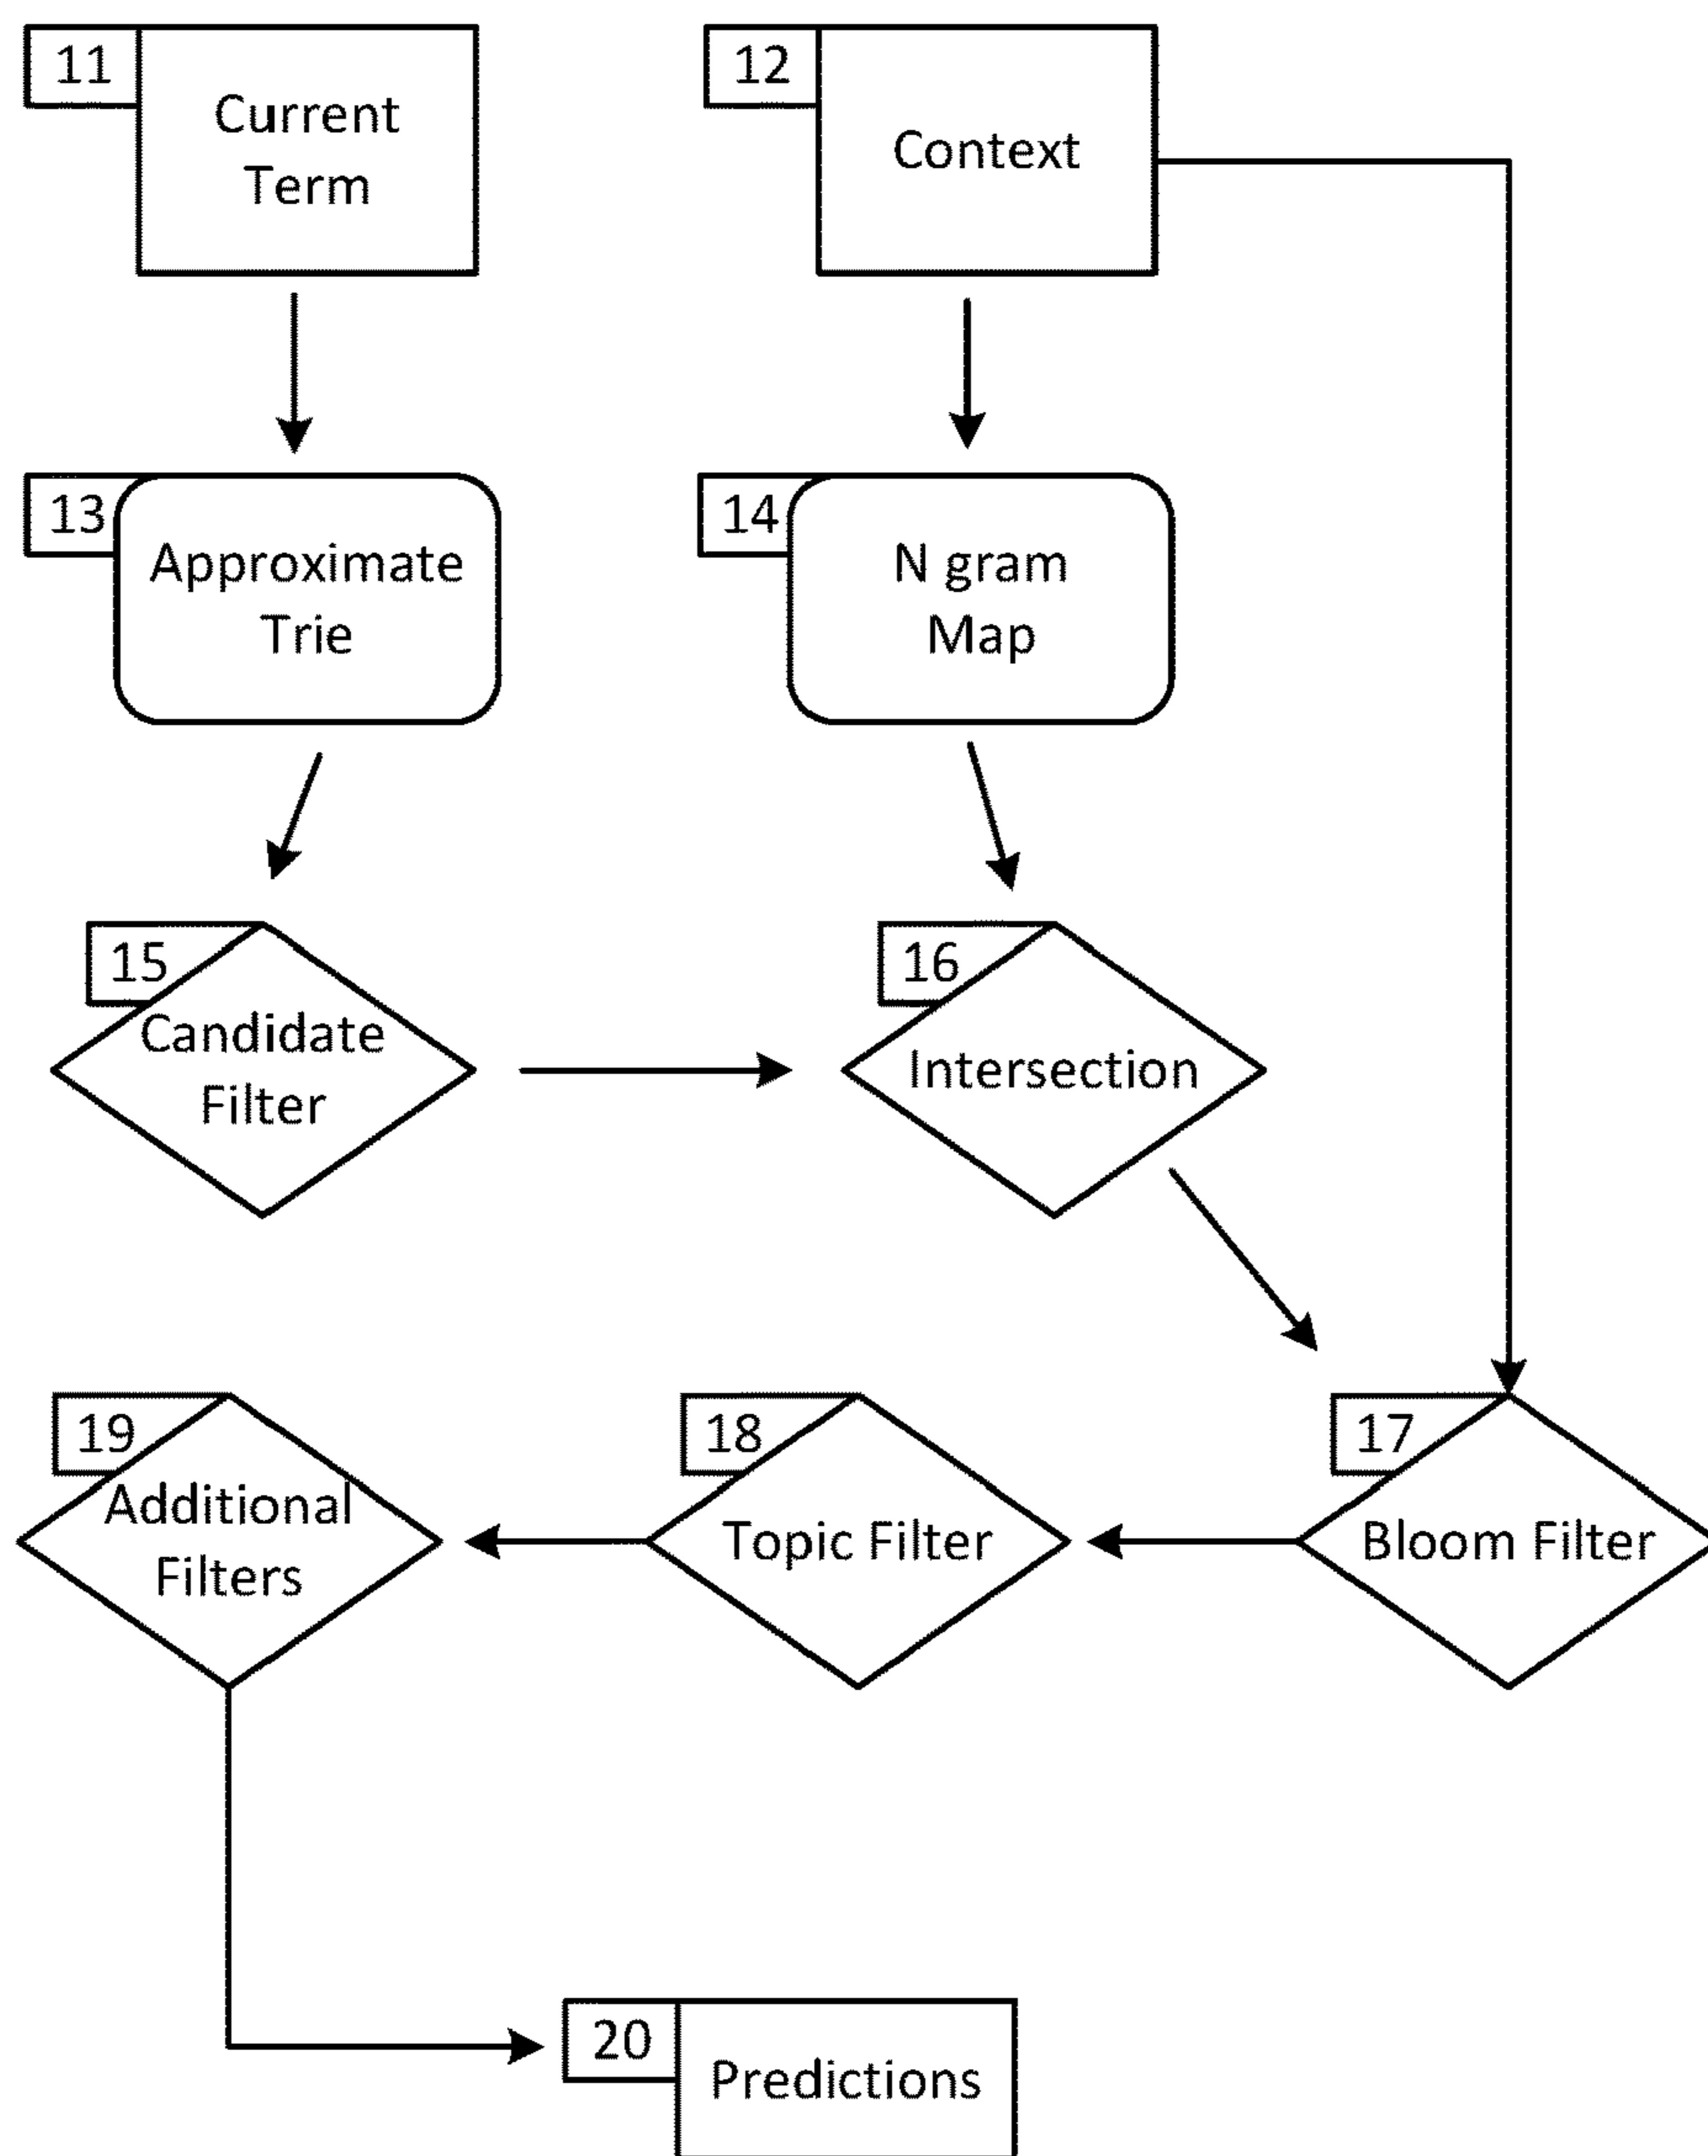 11
Current
Term
12
Context
13
Approximate
Trie
14
N gram
Map
15
Candidate
Filter
16
Intersection
17
Bloom Filter
18
Topic Filter
19
Additional
Filters
20
Predictions